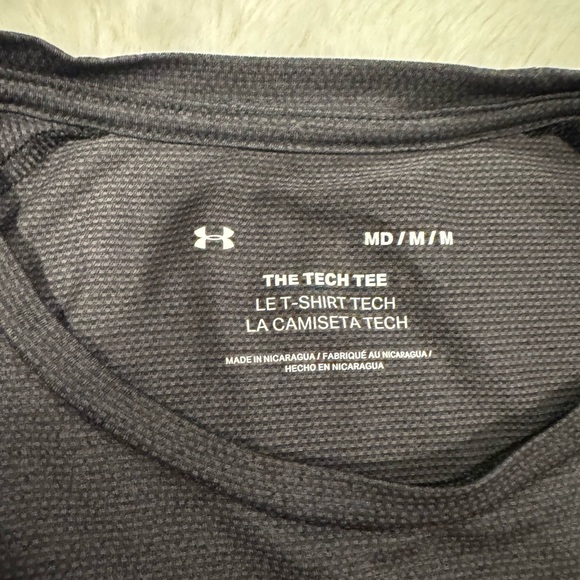 MD / M / M
THE TECH TEE
LE T-SHIRT TECH
LA CAMISETA TECH
MADE IN NICARAGUA / FABRIQUÉ AU NICARAGUA /
HECHO EN NICARAGUA